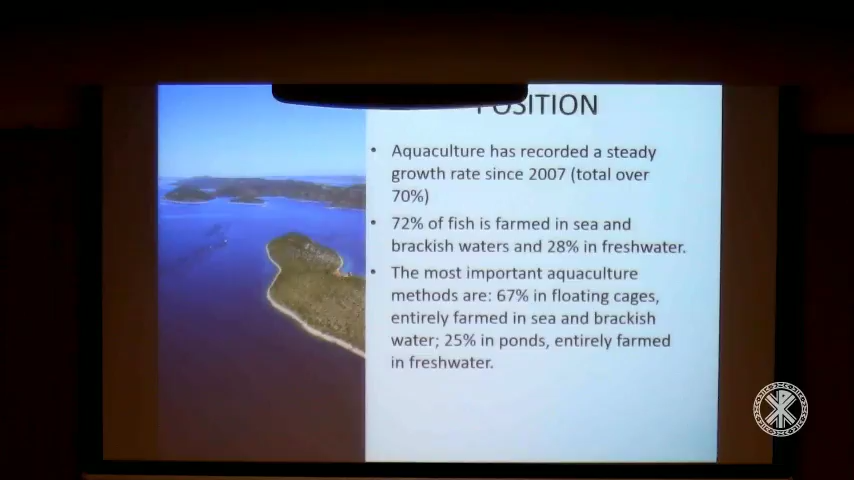 POSITION
• Aquaculture has recorded a steady
growth rate since 2007 (total over
70%)
• 72% of fish is farmed in sea and
brackish waters and 28% in freshwater.
• The most important aquaculture
methods are: 67% in floating cages,
entirely farmed in sea and brackish
water; 25% in ponds, entirely farmed
in freshwater.